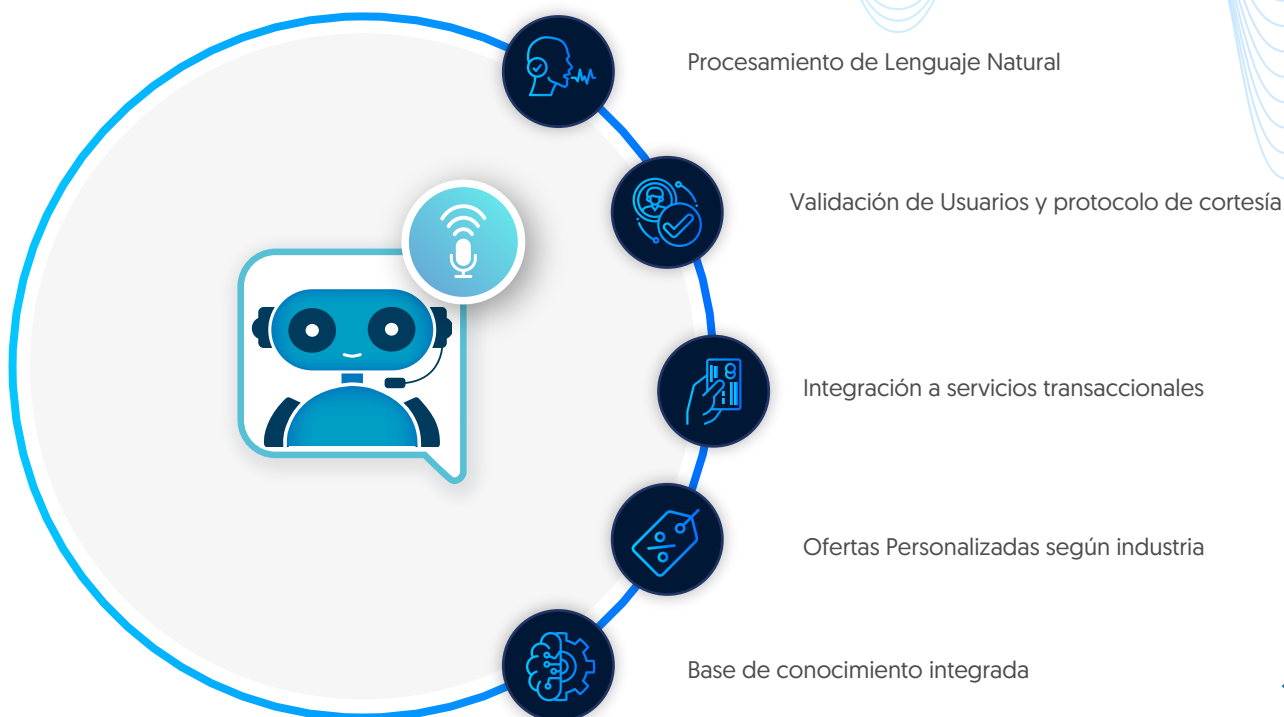 Procesamiento de Lenguaje Natural
Validación de Usuarios y protocolo de cortesía
Integración a servicios transaccionales
Ofertas Personalizadas según industria
Base de conocimiento integrada